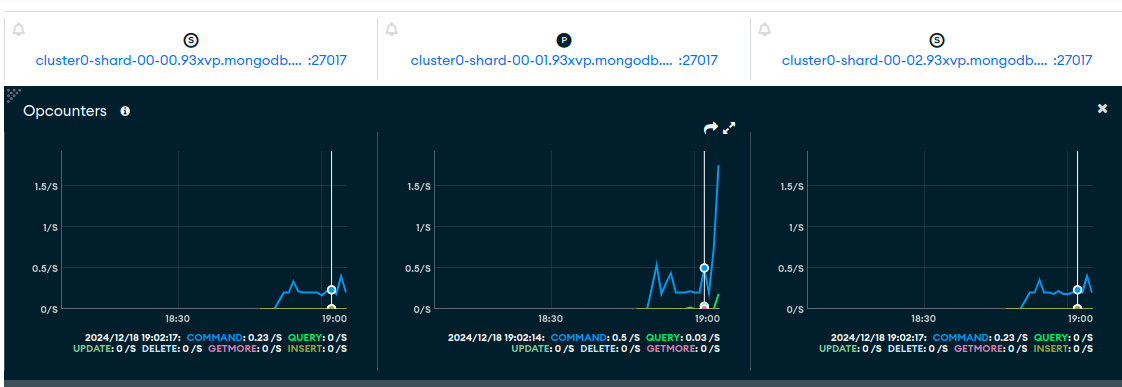 S
P
S
cluster0-shard-00-00.93xvp.mongodb.... :27017
cluster0-shard-00-01.93xvp.mongodb.... :27017
cluster0-shard-00-02.93xvp.mongodb.... :27017
Opcounters
1.5/S
1/S
0.5/S
0/S
18:30
19:00
2024/12/18 19:02:17: COMMAND: 0.23 /S QUERY: 0 /S
UPDATE: 0 /S DELETE: 0 /S GETMORE: 0 /S INSERT: 0 /S
1.5/S
1/S
0.5/S
0/S
18:30
19:00
2024/12/18 19:02:14: COMMAND: 0.5 /S QUERY: 0.03 /S
UPDATE: 0 /S DELETE: 0 /S GETMORE: 0 /S INSERT: 0 /S
1.5/S
1/S
0.5/S
0/S
18:30
19:00
2024/12/18 19:02:17: COMMAND: 0.23 /S QUERY: 0 /S
UPDATE: 0 /S DELETE: 0 /S GETMORE: 0 /S INSERT: 0 /S